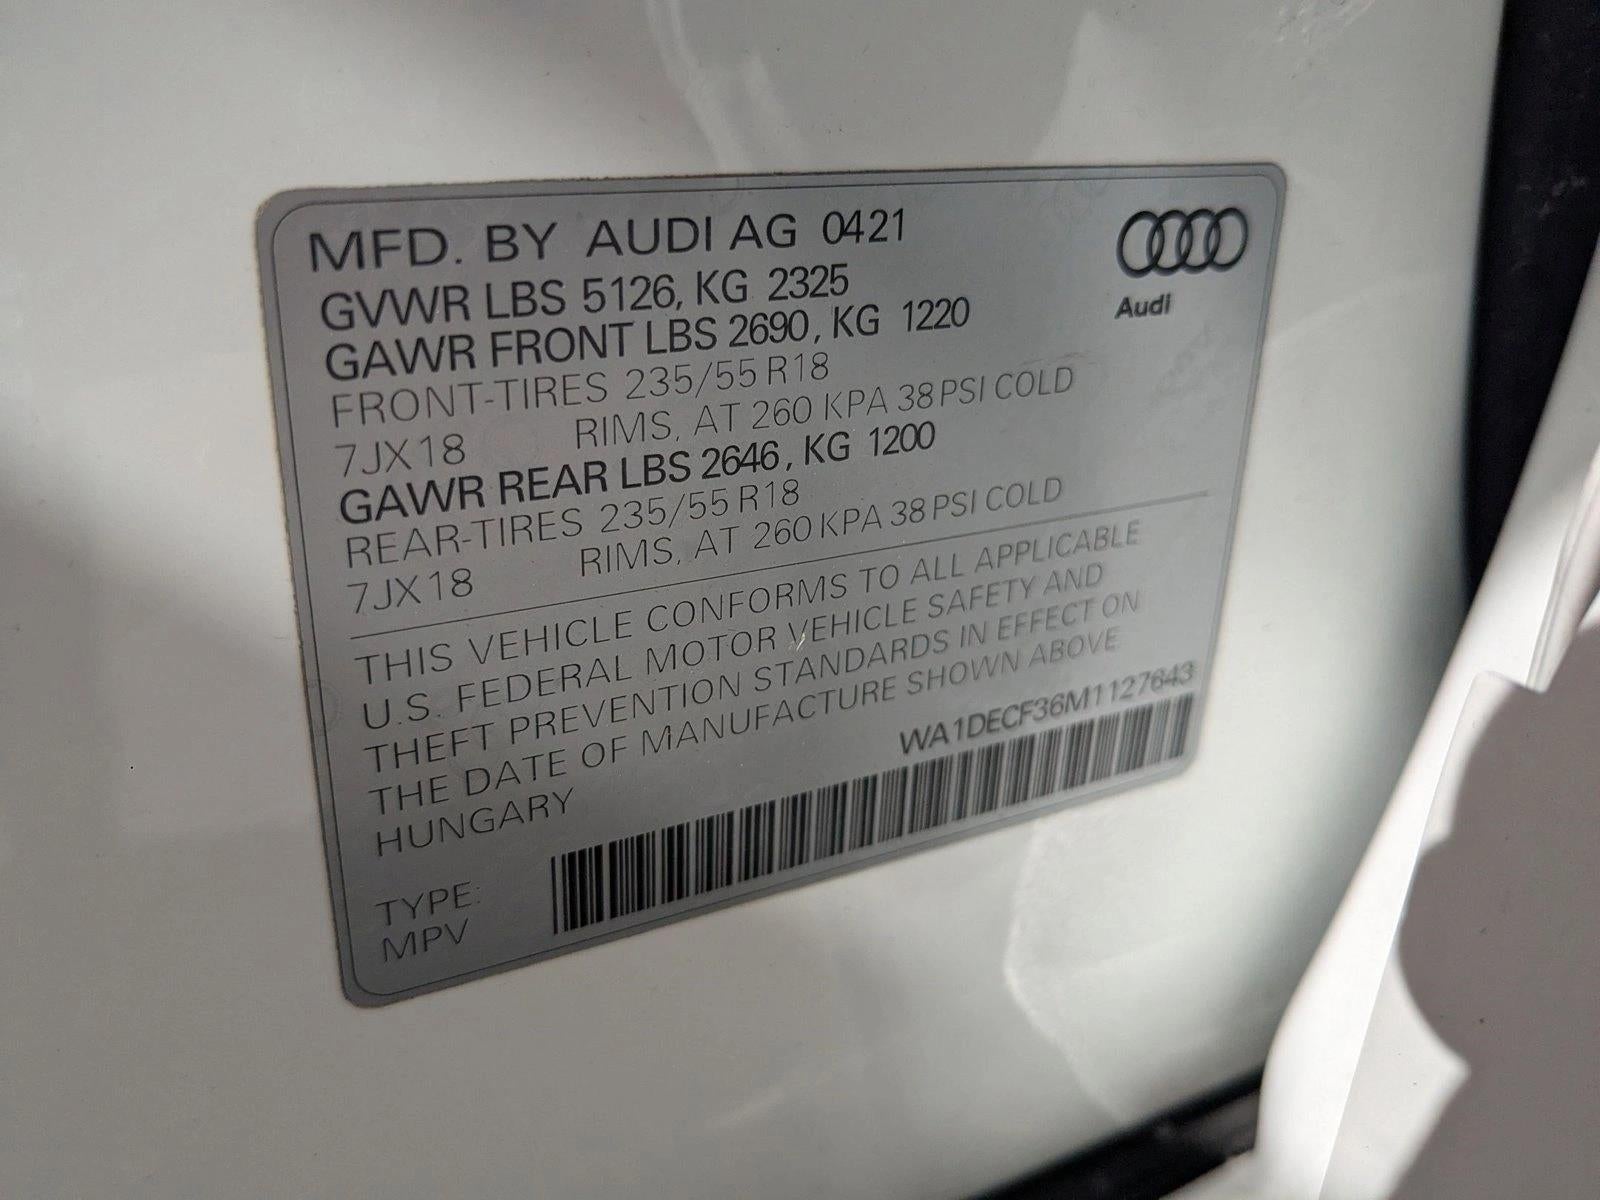 MFD. BY AUDI AG 0421
Audi
GVWR LBS 5126, KG 2325
GAWR FRONT LBS 2690, KG 1220
FRONT-TIRES 235/55 R18
7JX18 RIMS, AT 260 KPA 38 PSI COLD
GAWR REAR LBS 2646, KG 1200
REAR-TIRES 235/55 R18
7JX18 RIMS, AT 260 KPA 38 PSI COLD
THIS VEHICLE CONFORMS TO ALL APPLICABLE
U.S. FEDERAL MOTOR VEHICLE SAFETY AND
THEFT PREVENTION STANDARDS IN EFFECT ON
THE DATE OF MANUFACTURE SHOWN ABOVE
HUNGARY
WA1DECF36M1127643
TYPE:
MPV